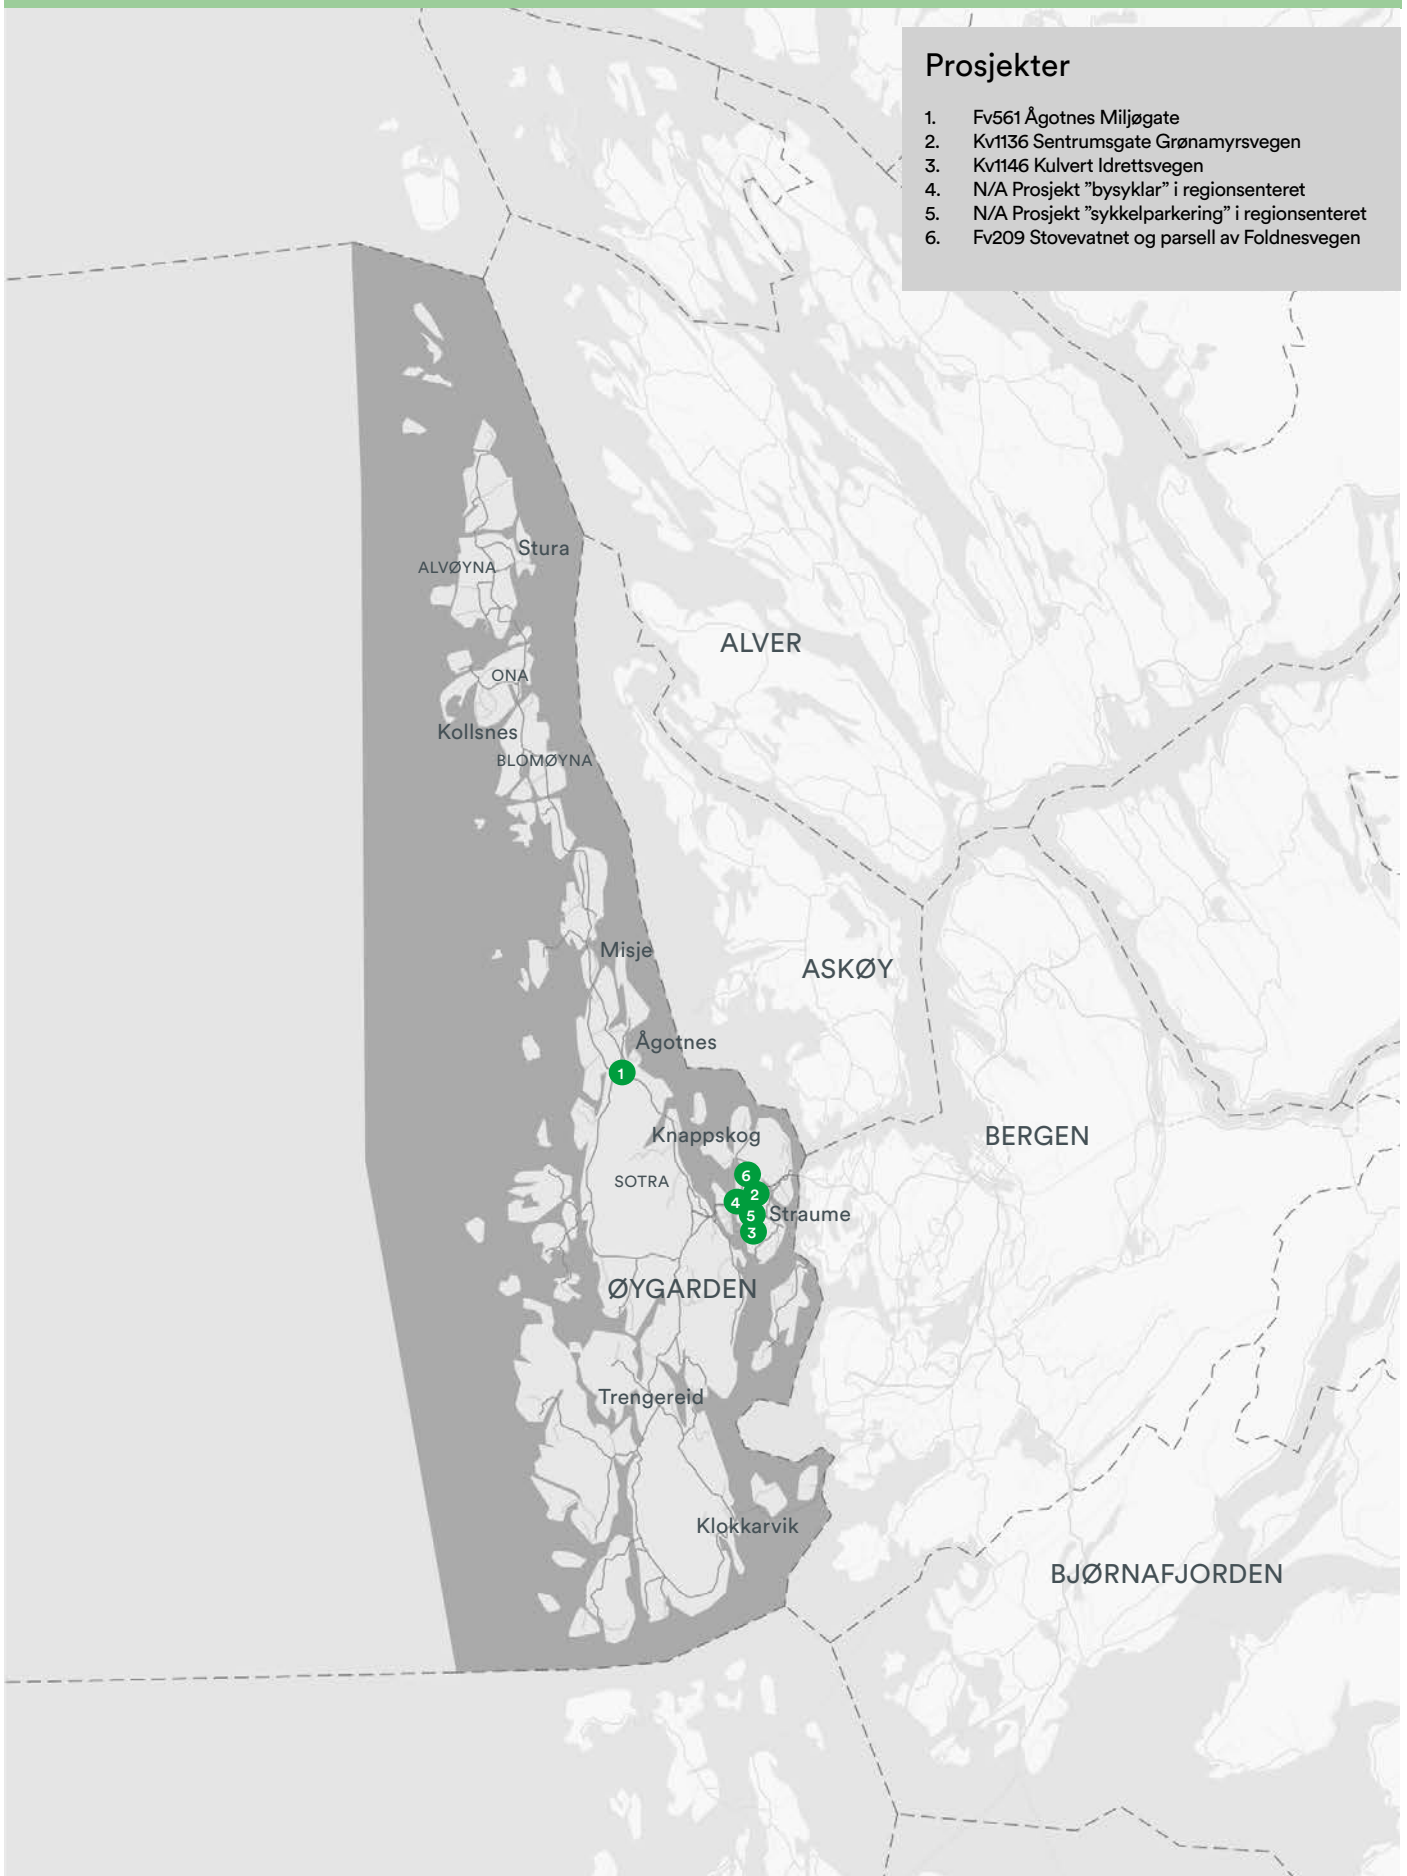 Prosjekter
1. Fv561 Ågotnes Miljøgate
2. Kv1136 Sentrumsgate Grønamyrsvegen
3. Kv1146 Kulvert Idrettsvegen
4. N/A Prosjekt ”bysyklar” i regionsenteret
5. N/A Prosjekt ”sykkelparkering” i regionsenteret
6. Fv209 Stovevatnet og parsell av Foldnesvegen
Stura
ALVØYNA
ALVER
ONA
Kollsnes
BLOMØYNA
Misje
ASKØY
Ågotnes
1
Knappskog
BERGEN
6
SOTRA
2
4
5
Straume
3
ØYGARDEN
Trengereid
Klokkarvik
BJØRNAFJORDEN